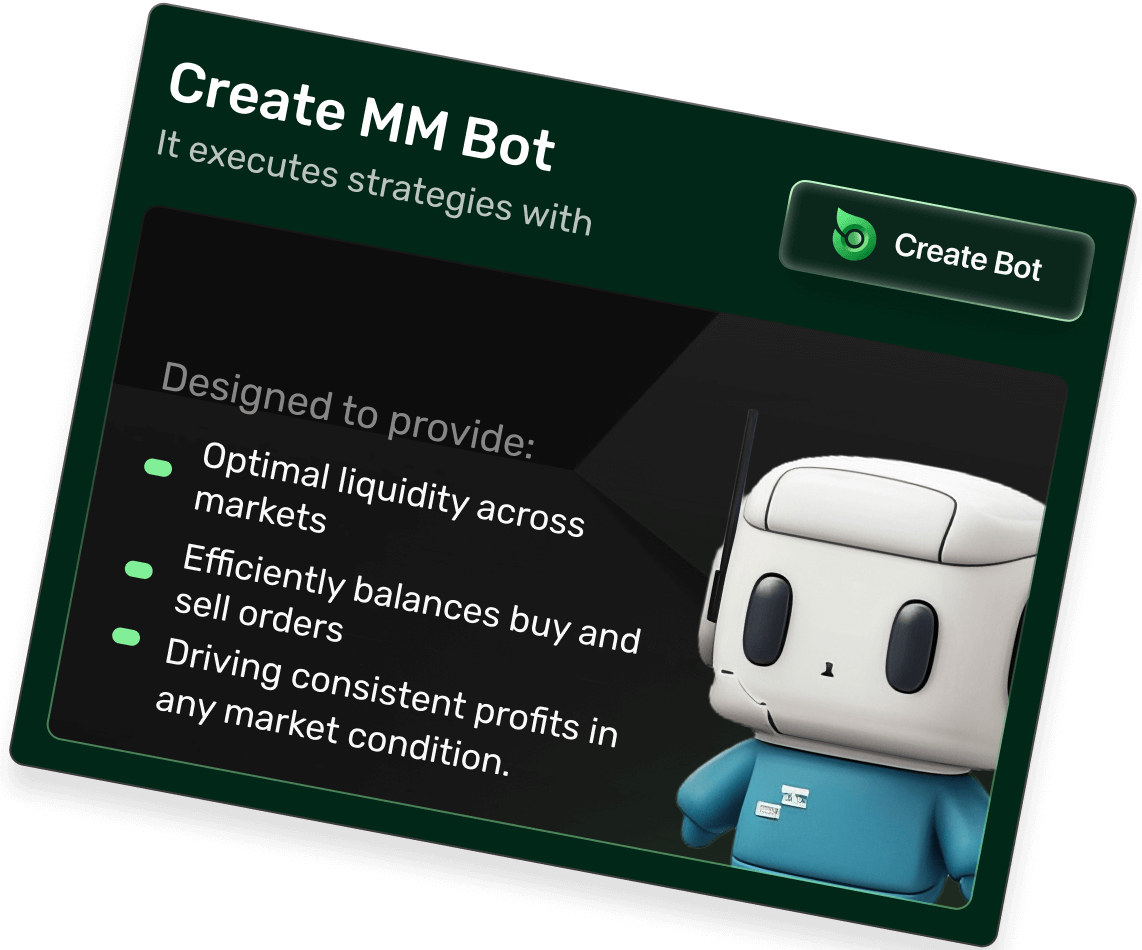 Create MM Bot
It executes strategies with
Create Bot
Designed to provide:
Optimal liquidity across
markets
Efficiently balances buy and
sell orders
Driving consistent profits in
any market condition.